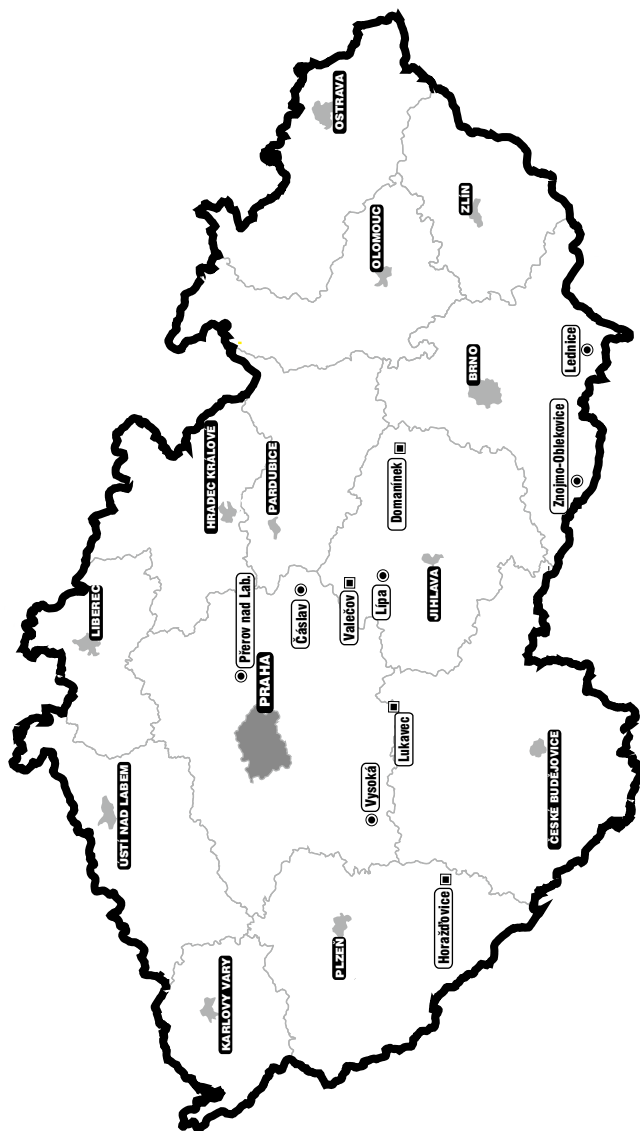 LIBEREC
ÚSTÍ NAD LABEM
HRADEC KRÁLOVÉ
KARLOVY VARY
Přerov nad Lab.
PRAHA
PARDUBICE
Čáslav
PLZEŇ
OSTRAVA
Valečov
Vysoká
OLOMOUC
Lípa
Domanínek
Lukavec
JIHLAVA
Horažďovice
ZLÍN
BRNO
ČESKÉ BUDĚJOVICE
Znojmo-Oblekovice
Lednice